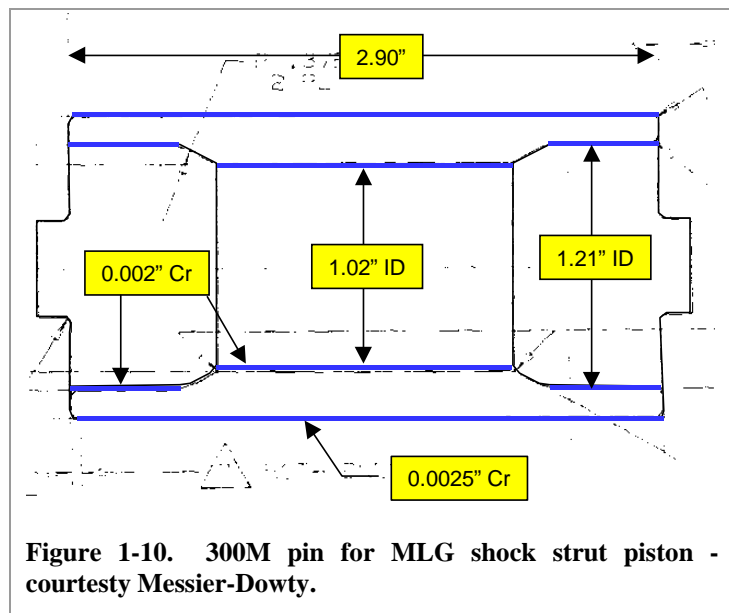 2.90”
0.002” Cr
1.02” ID
1.21” ID
0.0025” Cr
Figure 1-10. 300M pin for MLG shock strut piston -
courtesty Messier-Dowty.